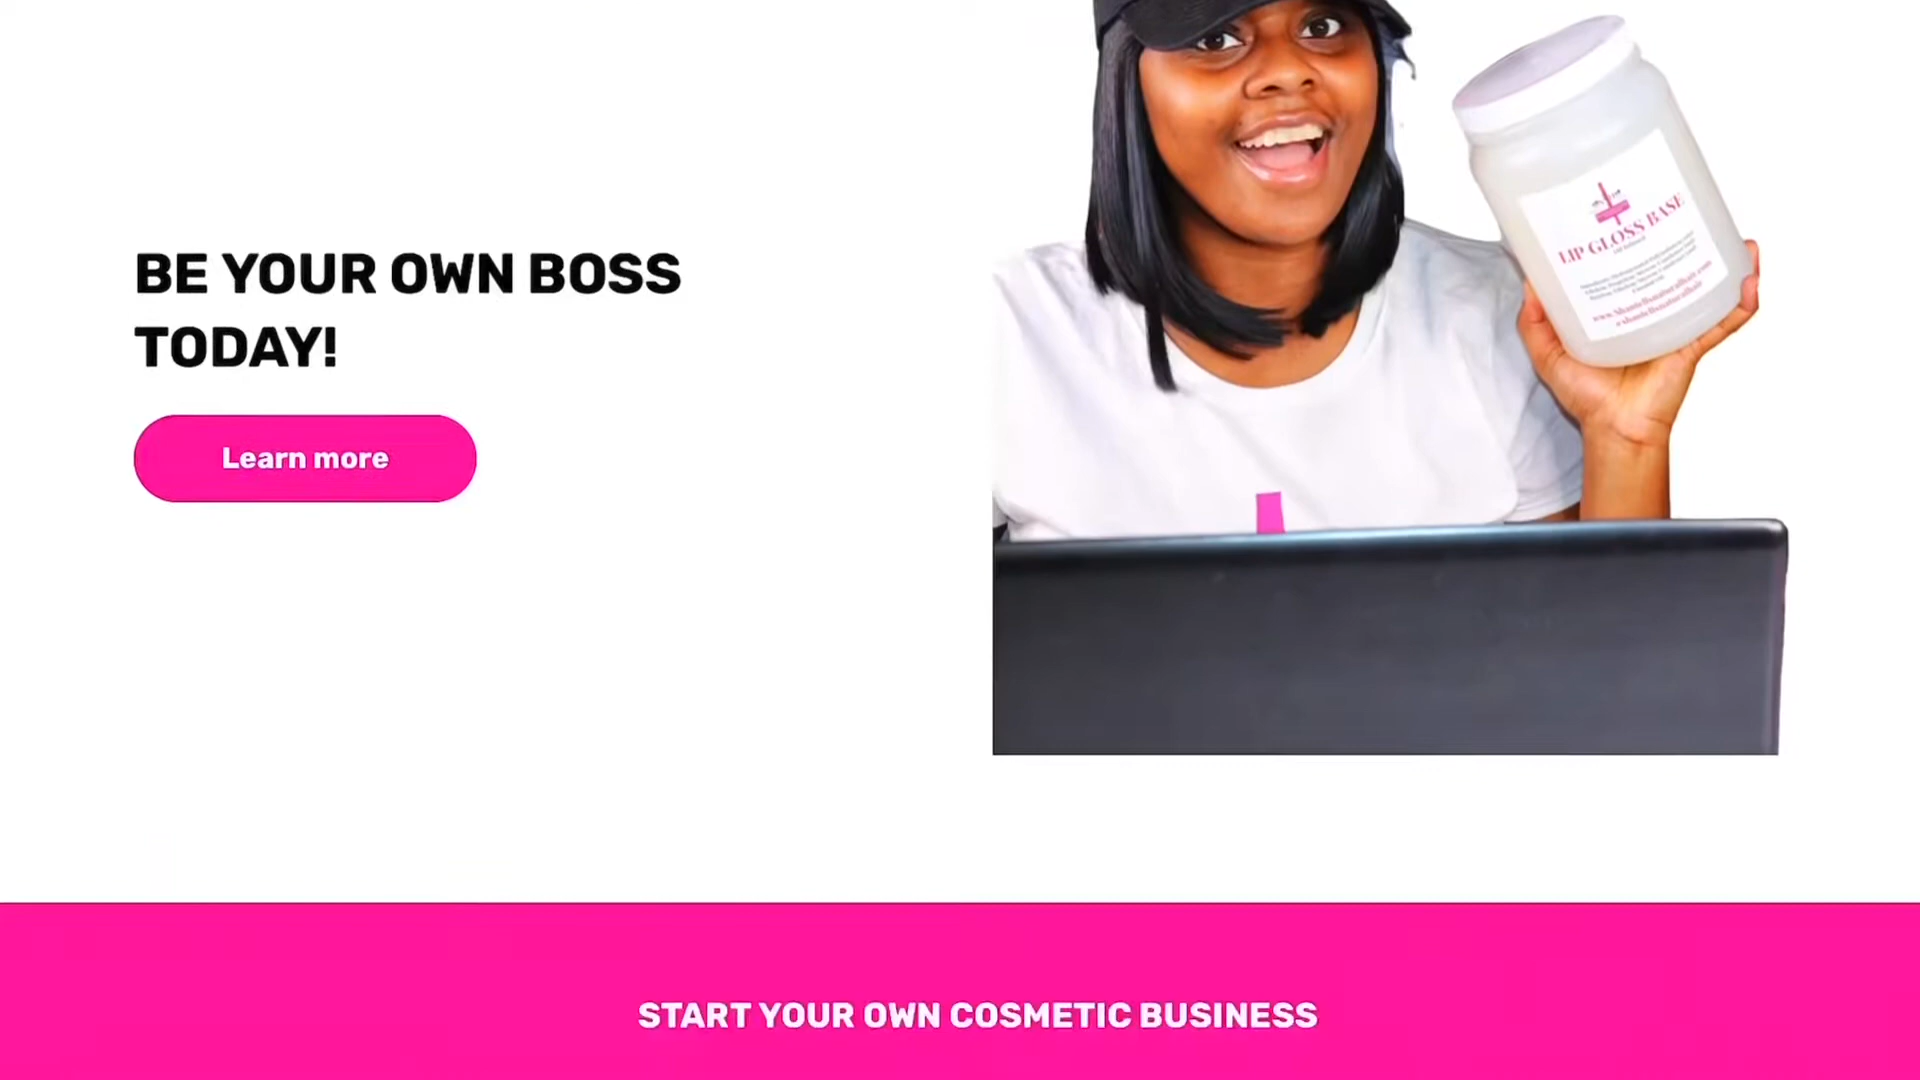 BE YOUR OWN BOSS
TODAY!
Learn more
LIP GLOSS BASE
START YOUR OWN COSMETIC BUSINESS